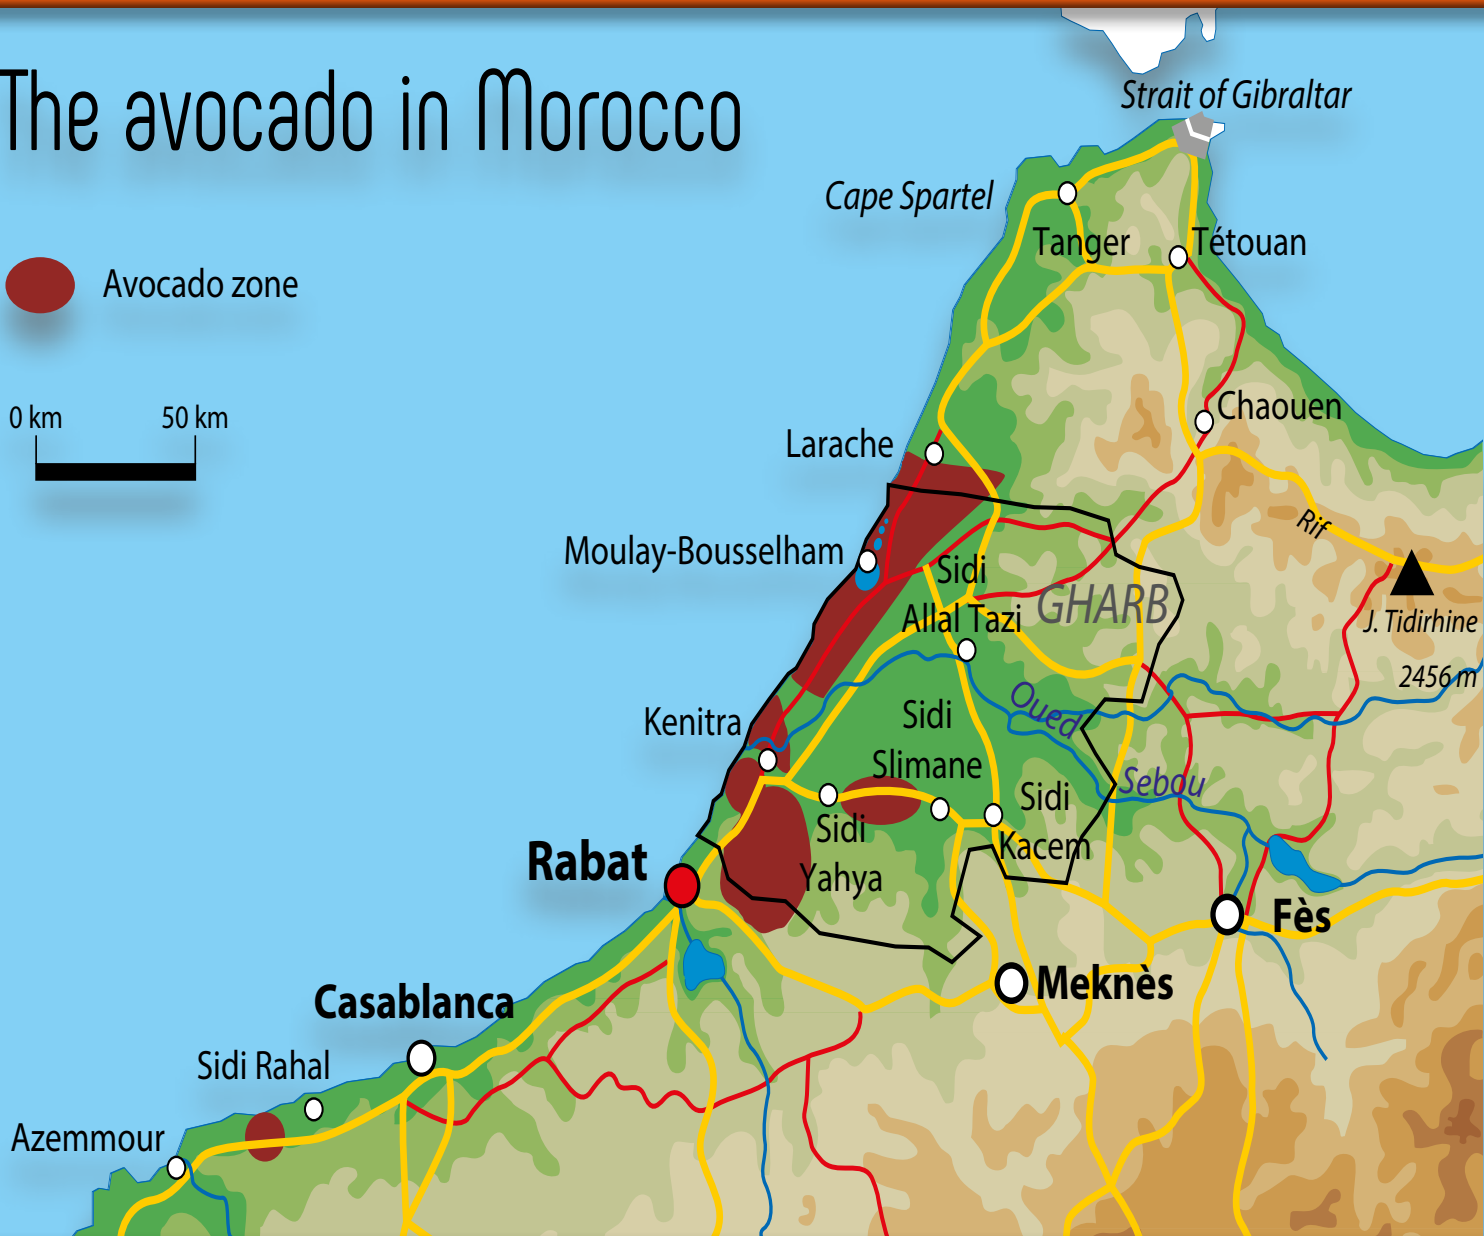 The avocado in Morocco
Strait of Gibraltar
Cape Spartel
Tanger
Tétouan
Avocado zone
0 km
50 km
Chaouen
Larache
Rif
Moulay-Bousselham
Sidi
Allal Tazi
GHARB
J. Tidirhine
2456 m
Kenitra
Sidi
Slimane
Oued
Sebou
Sidi
Kacem
Sidi
Yahya
Rabat
Fès
Meknès
Casablanca
Sidi Rahal
Azemmour